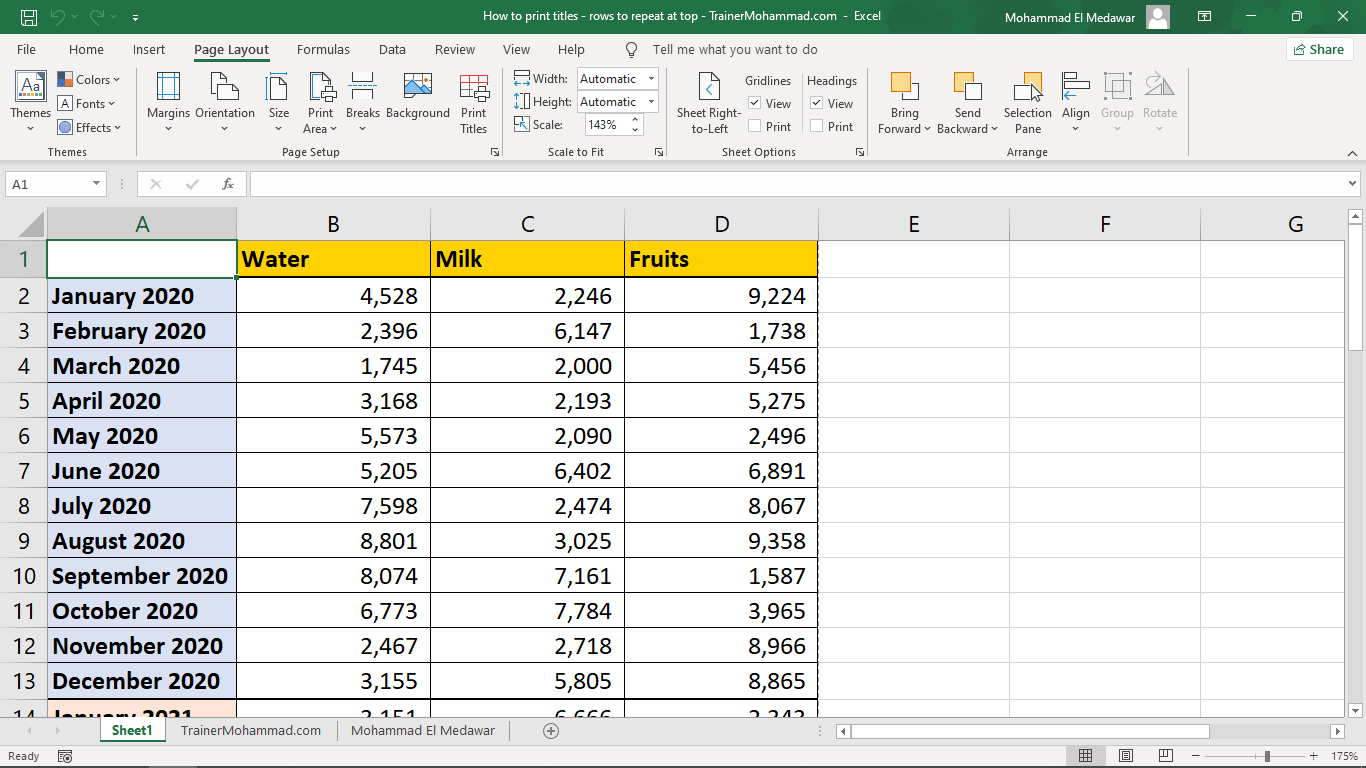 How to print titles - rows to repeat at top - TrainerMohammad.com - Excel
Mohammad El Medawar
File Home Insert Page Layout Formulas Data Review View Help Tell me what you want to do Share
Themes
Colors
Fonts
Effects
Themes
Margins
Orientation
Size
Print Area
Breaks
Background
Print Titles
Page Setup
Width: Automatic
Height: Automatic
Scale: 143%
Scale to Fit
Sheet Right-to-Left
Gridlines
View
Print
Headings
View
Print
Sheet Options
Bring Forward
Send Backward
Selection Pane
Align
Group
Rotate
Arrange
A1 fx
A B C D E F G
1 Water Milk Fruits
2 January 2020 4,528 2,246 9,224
3 February 2020 2,396 6,147 1,738
4 March 2020 1,745 2,000 5,456
5 April 2020 3,168 2,193 5,275
6 May 2020 5,573 2,090 2,496
7 June 2020 5,205 6,402 6,891
8 July 2020 7,598 2,474 8,067
9 August 2020 8,801 3,025 9,358
10 September 2020 8,074 7,161 1,587
11 October 2020 6,773 7,784 3,965
12 November 2020 2,467 2,718 8,966
13 December 2020 3,155 5,805 8,865
14 January 2021
Sheet1 TrainerMohammad.com Mohammad El Medawar
Ready 175%